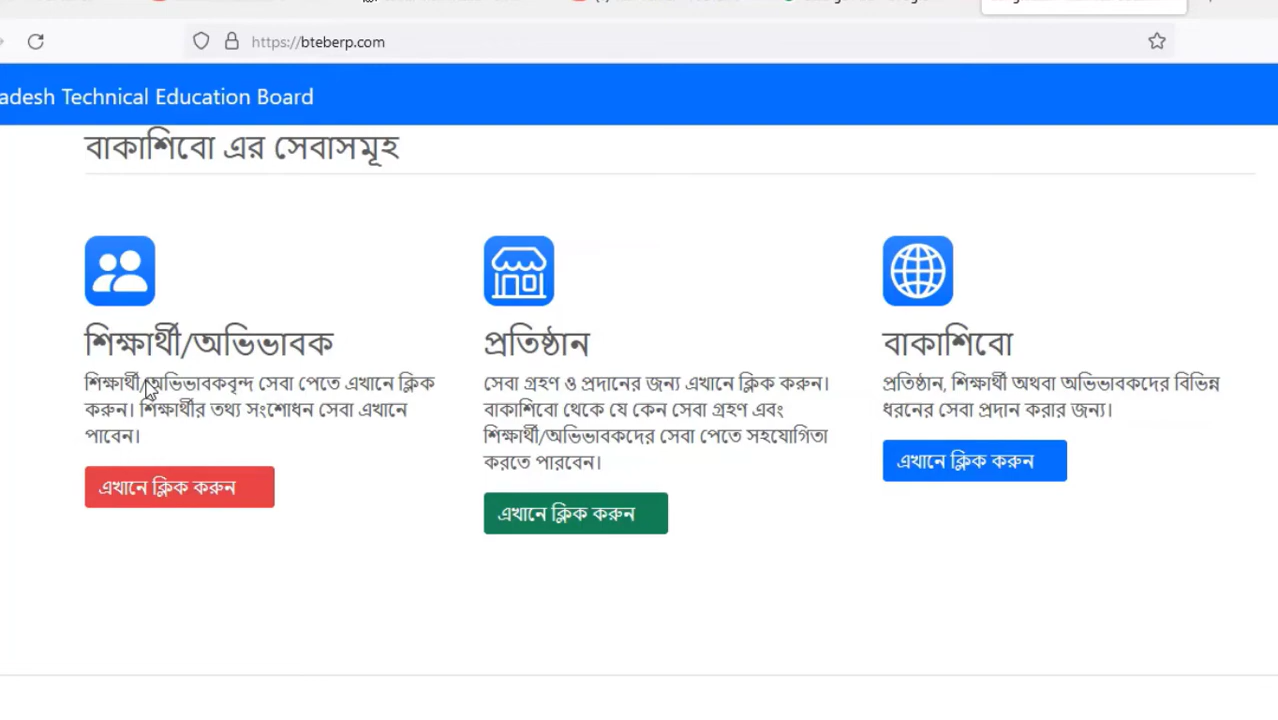 https://bteberp.com
adesh Technical Education Board
বাকাশিবো এর সেবাসমূহ
শিক্ষার্থী/অভিভাবক
শিক্ষার্থী/অভিভাবকবৃন্দ সেবা পেতে এখানে ক্লিক
করুন। শিক্ষার্থীর তথ্য সংশোধন সেবা এখানে
পাবেন।
এখানে ক্লিক করুন
প্রতিষ্ঠান
সেবা গ্রহণ ও প্রদানের জন্য এখানে ক্লিক করুন।
বাকাশিবো থেকে যে কেন সেবা গ্রহণ এবং
শিক্ষার্থী/অভিভাবকদের সেবা পেতে সহযোগিতা
করতে পারবেন।
এখানে ক্লিক করুন
বাকাশিবো
প্রতিষ্ঠান, শিক্ষার্থী অথবা অভিভাবকদের বিভিন্ন
ধরনের সেবা প্রদান করার জন্য।
এখানে ক্লিক করুন